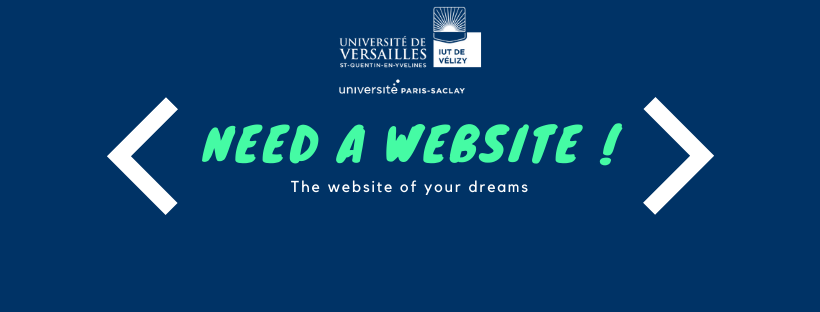 UNIVERSITÉ DE
VERSAILLES
ST-QUENTIN-EN-YVELINES
IUT DE
VÉLIZY
université PARIS-SACLAY
NEED A WEBSITE !
The website of your dreams